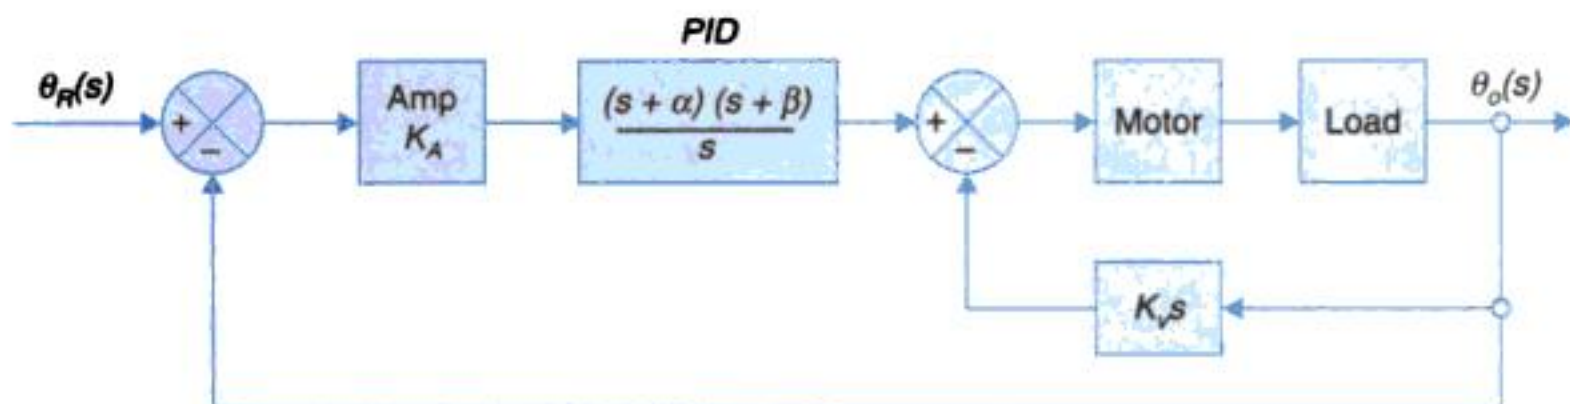 PID
θR(s)
+
−
Amp
KA
(s + α) (s + β)
s
+
−
Motor
Load
θo(s)
Kvs